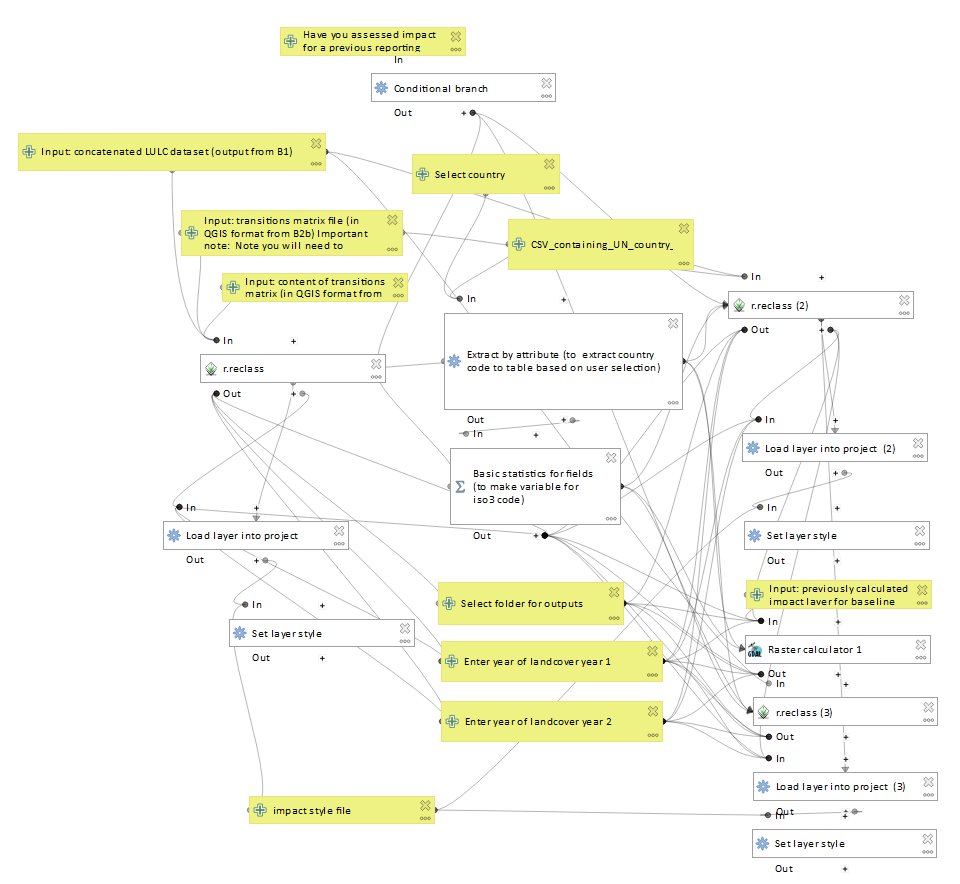 Have you assessed impact
for a previous reporting
In
Conditional branch
Out
Input: concatenated LULC dataset (output from B1)
Select country
Input: transitions matrix file (in
QGIS format from B2b) Important
note: Note you will need to
CSV_containing_UN_country_
Input: content of transitions
matrix (in QGIS format from
In
r.reclass (2)
Out
In
Extract by attribute (to extract country
code to table based on user selection)
Out
In
r.reclass
Out
In
Basic statistics for fields
(to make variable for
iso3 code)
Out
In
Load layer into project (2)
Out
In
Set layer style
Out
In
Load layer into project
Out
In
Set layer style
Out
Select folder for outputs
Enter year of landcover year 1
Enter year of landcover year 2
Input: previously calculated
impact layer for baseline
In
Raster calculator 1
Out
In
r.reclass (3)
Out
In
Load layer into project (3)
Out
In
Set layer style
Out
impact style file